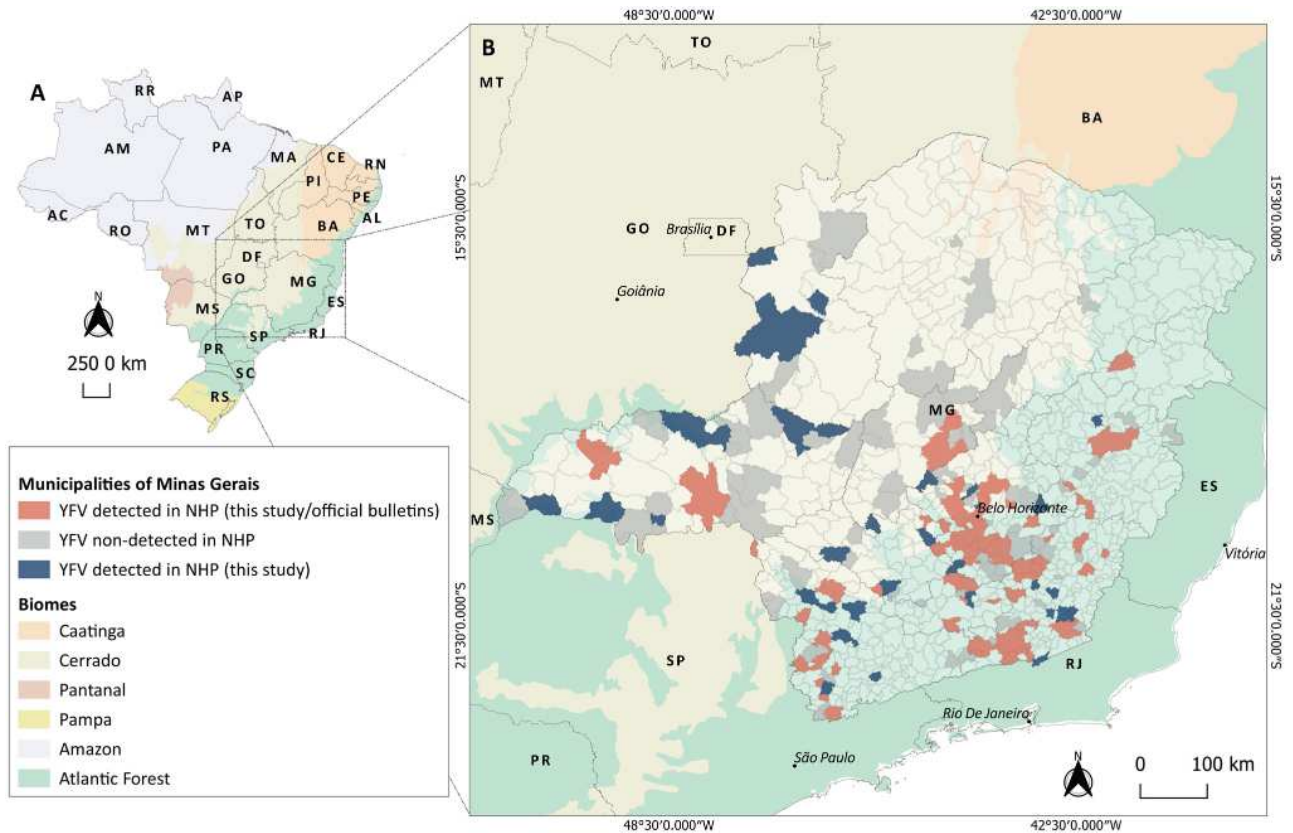 48°30′0.000″W
42°30′0.000″W
A
RR
AP
AM
PA
MA
CE
RN
PI
PE
AL
AC
RO
MT
TO
BA
DF
GO
MG
ES
MS
SP
RJ
PR
SC
RS
N
250 0 km
15°30′0.000″S
21°30′0.000″S
B
TO
MT
BA
GO
Brasília
DF
Goiânia
MG
Belo Horizonte
ES
MS
Vitória
SP
RJ
Rio De Janeiro
São Paulo
PR
N
0 100 km
15°30′0.000″S
21°30′0.000″S
48°30′0.000″W
42°30′0.000″W
Municipalities of Minas Gerais
YFV detected in NHP (this study/official bulletins)
YFV non-detected in NHP
YFV detected in NHP (this study)
Biomes
Caatinga
Cerrado
Pantanal
Pampa
Amazon
Atlantic Forest